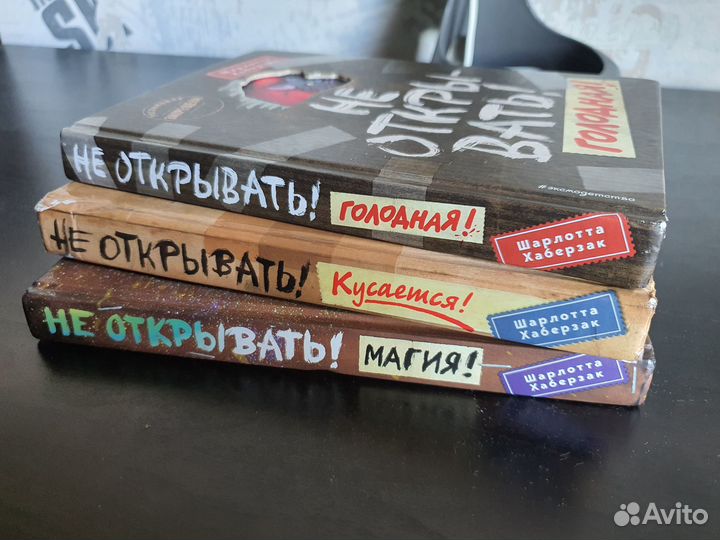 НЕ
ОТКРЫ-
ВАТЬ!
ГОЛОДНАЯ!
#эксмодетство
НЕ ОТКРЫВАТЬ! ГОЛОДНАЯ! Шарлотта Хаберзак
НЕ ОТКРЫВАТЬ! Кусается! Шарлотта Хаберзак
НЕ ОТКРЫВАТЬ! МАГИЯ! Шарлотта Хаберзак
Avito